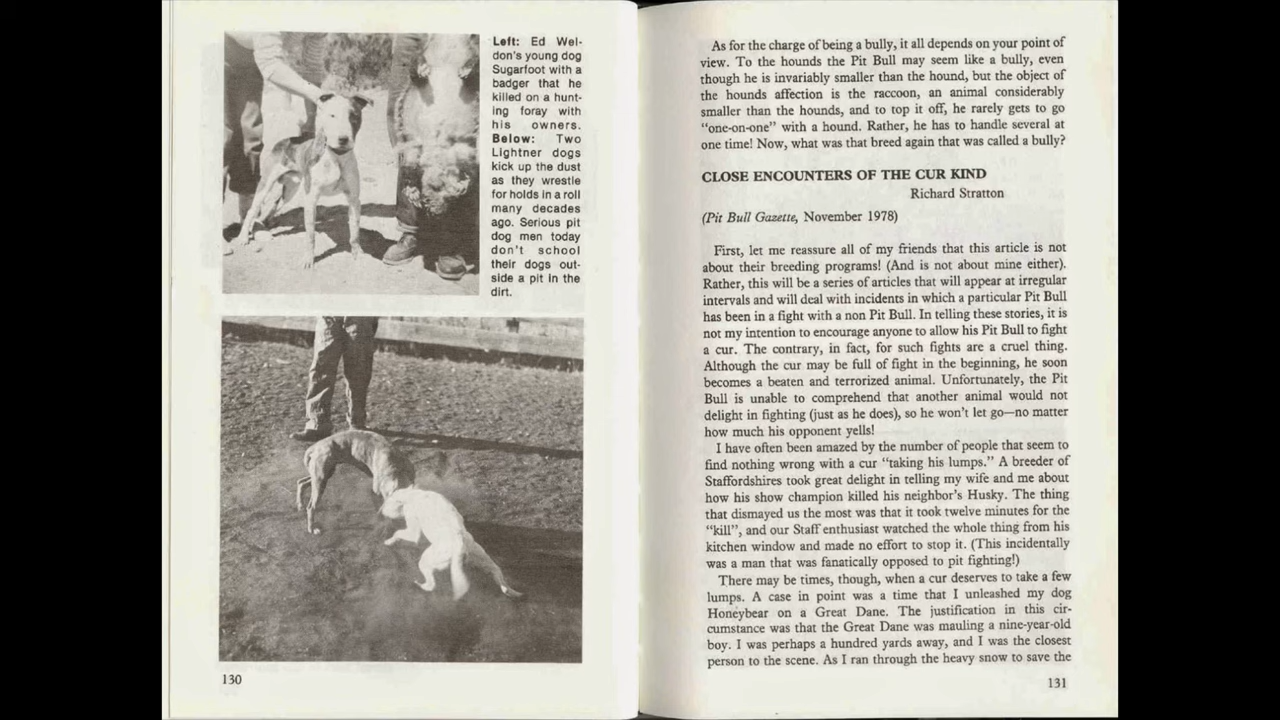 Left: Ed Wel-
don's young dog
Sugarfoot with a
badger that he
killed on a hunt-
ing foray with
his owners.
Below: Two
Lightner dogs
kick up the dust
as they wrestle
for holds in a roll
many decades
ago. Serious pit
dog men today
don't school
their dogs out-
side a pit in the
dirt.
130
As for the charge of being a bully, it all depends on your point of
view. To the hounds the Pit Bull may seem like a bully, even
though he is invariably smaller than the hound, but the object of
the hounds affection is the raccoon, an animal considerably
smaller than the hounds, and to top it off, he rarely gets to go
"one-on-one" with a hound. Rather, he has to handle several at
one time! Now, what was that breed again that was called a bully?
CLOSE ENCOUNTERS OF THE CUR KIND
Richard Stratton
(Pit Bull Gazette, November 1978)
First, let me reassure all of my friends that this article is not
about their breeding programs! (And is not about mine either).
Rather, this will be a series of articles that will appear at irregular
intervals and will deal with incidents in which a particular Pit Bull
has been in a fight with a non Pit Bull. In telling these stories, it is
not my intention to encourage anyone to allow his Pit Bull to fight
a cur. The contrary, in fact, for such fights are a cruel thing.
Although the cur may be full of fight in the beginning, he soon
becomes a beaten and terrorized animal. Unfortunately, the Pit
Bull is unable to comprehend that another animal would not
delight in fighting (just as he does), so he won't let go—no matter
how much his opponent yells!
I have often been amazed by the number of people that seem to
find nothing wrong with a cur "taking his lumps." A breeder of
Staffordshires took great delight in telling my wife and me about
how his show champion killed his neighbor's Husky. The thing
that dismayed us the most was that it took twelve minutes for the
"kill", and our Staff enthusiast watched the whole thing from his
kitchen window and made no effort to stop it. (This incidentally
was a man that was fanatically opposed to pit fighting!)
There may be times, though, when a cur deserves to take a few
lumps. A case in point was a time that I unleashed my dog
Honeybear on a Great Dane. The justification in this cir-
cumstance was that the Great Dane was mauling a nine-year-old
boy. I was perhaps a hundred yards away, and I was the closest
person to the scene. As I ran through the heavy snow to save the
131